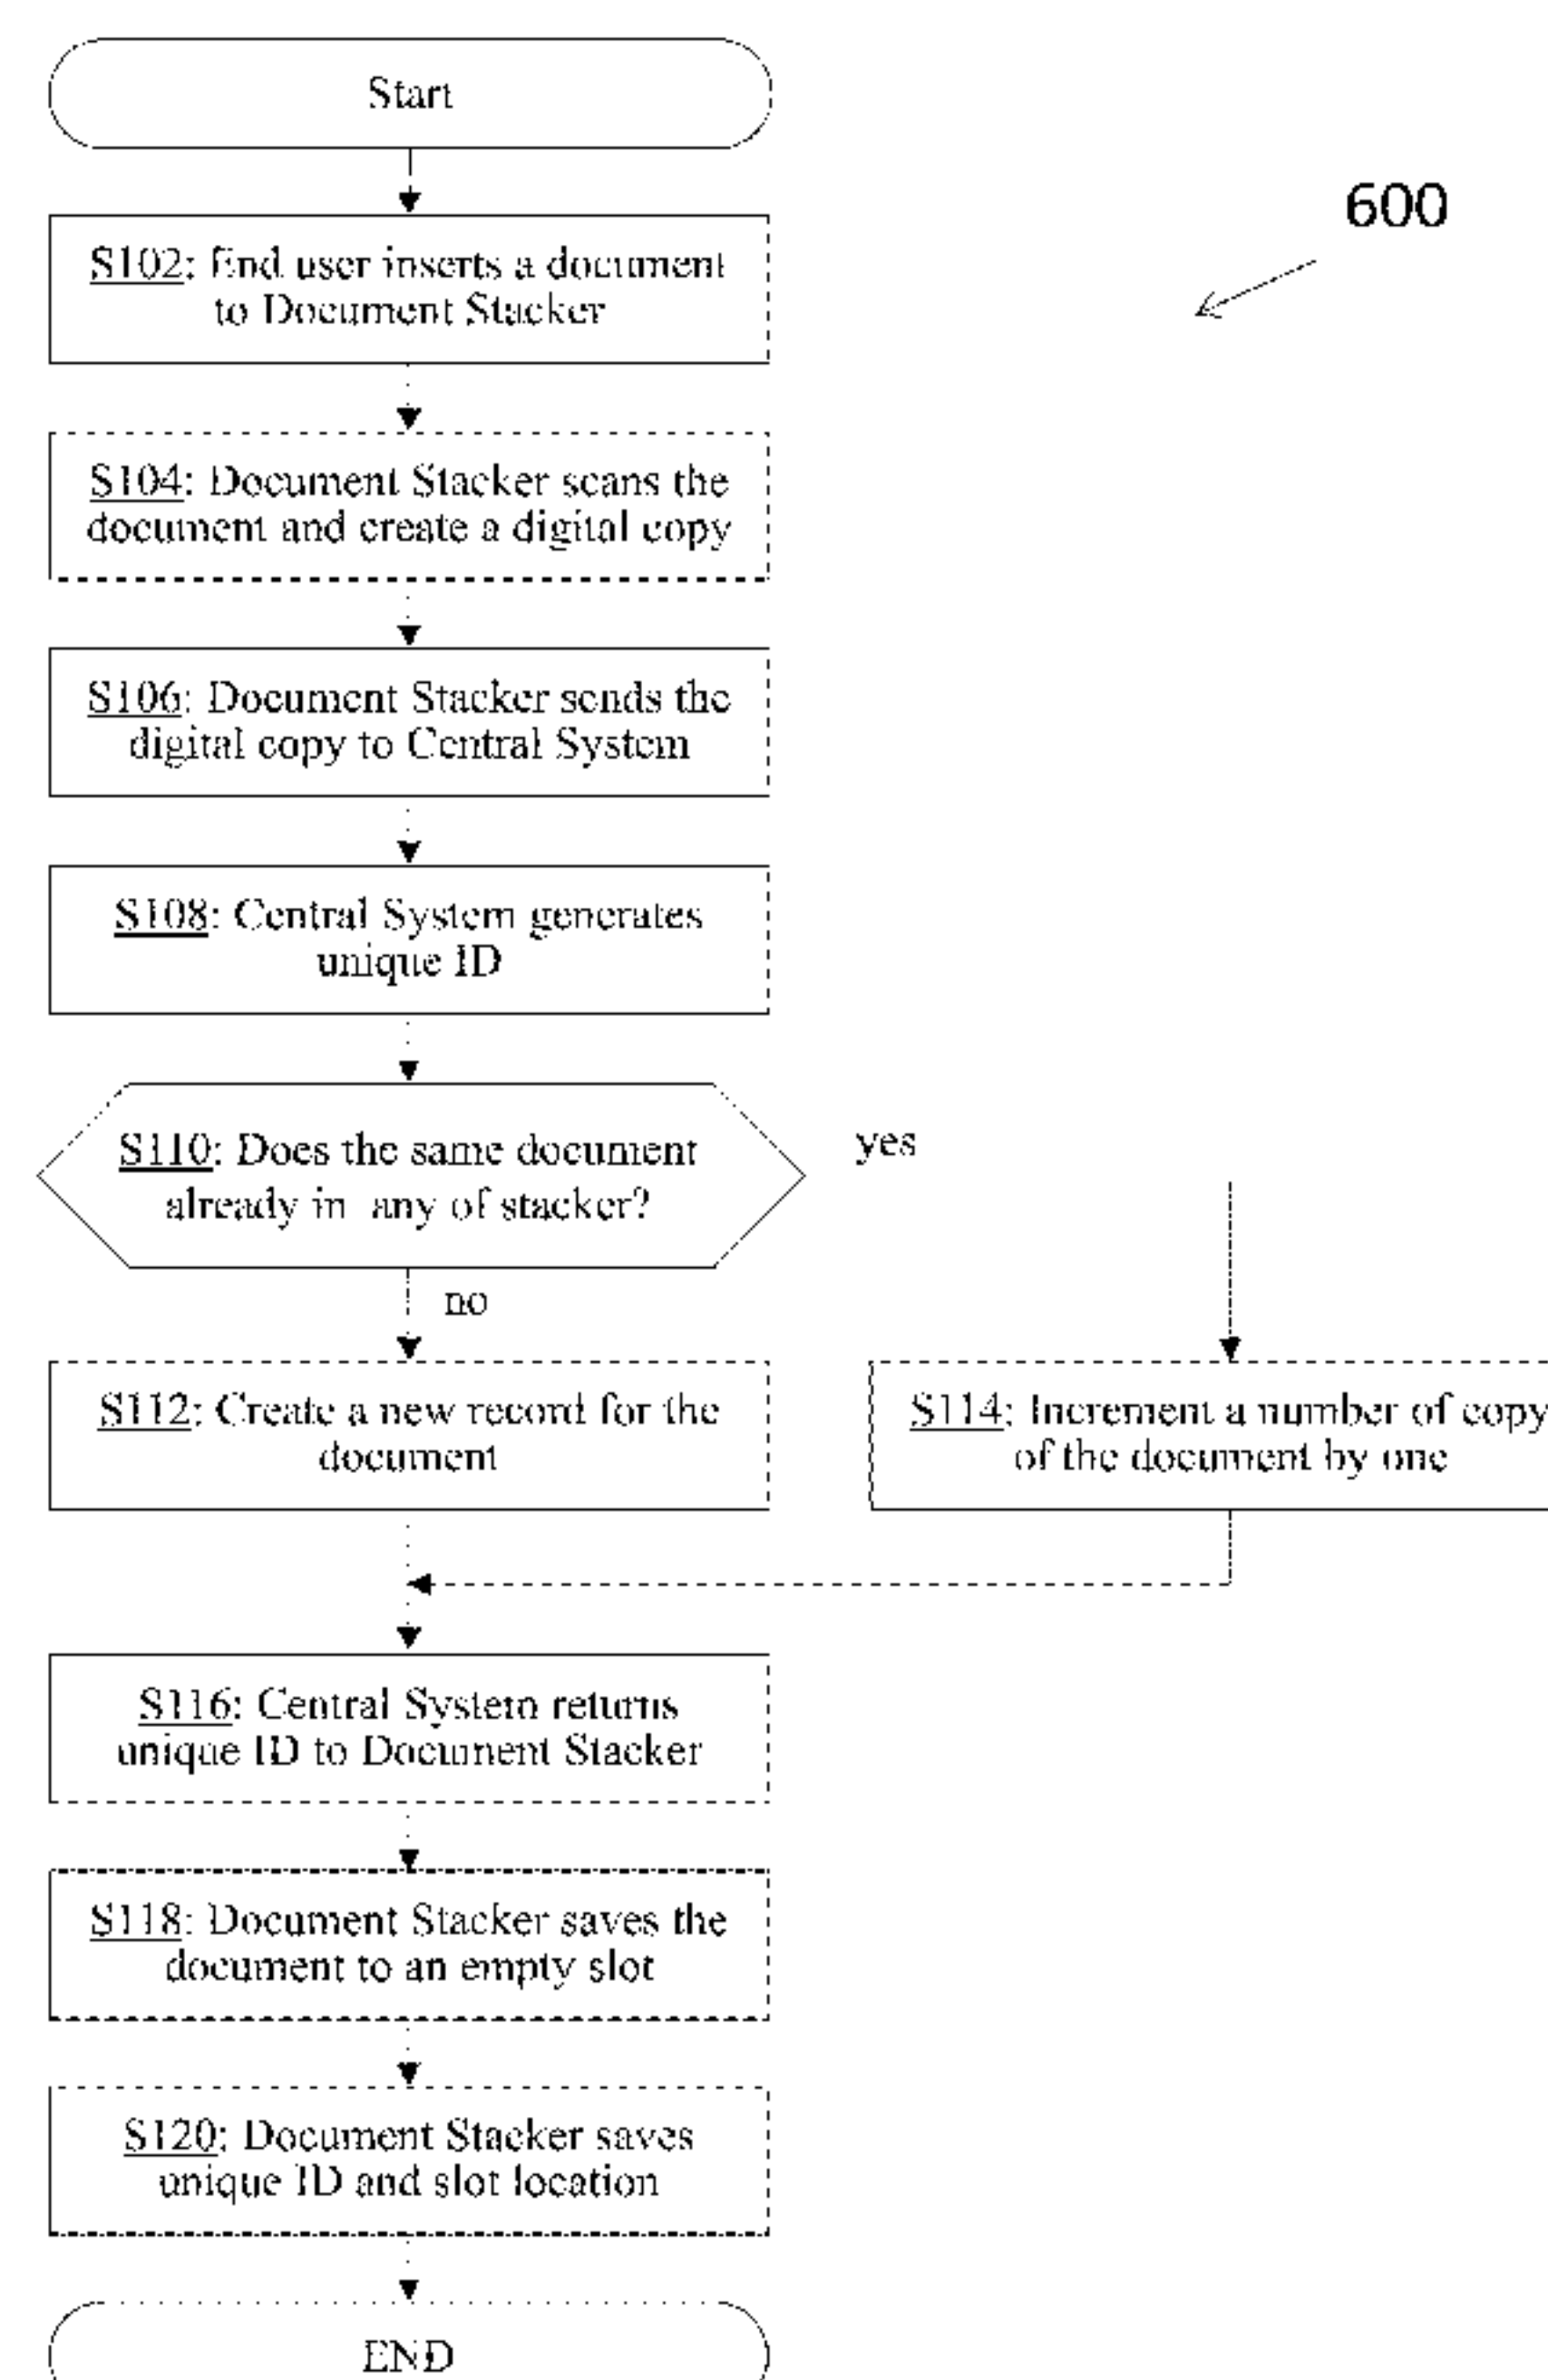 Start
600
S102: End user inserts a document
to Document Stacker
S104: Document Stacker scans the
document and create a digital copy
S106: Document Stacker sends the
digital copy to Central System
S108: Central System generates
unique ID
S110: Does the same document
already in any of stacker?
yes
no
S112: Create a new record for the
document
S114: Increment a number of copy
of the document by one
S116: Central System returns
unique ID to Document Stacker
S118: Document Stacker saves the
document to an empty slot
S120: Document Stacker saves
unique ID and slot location
END